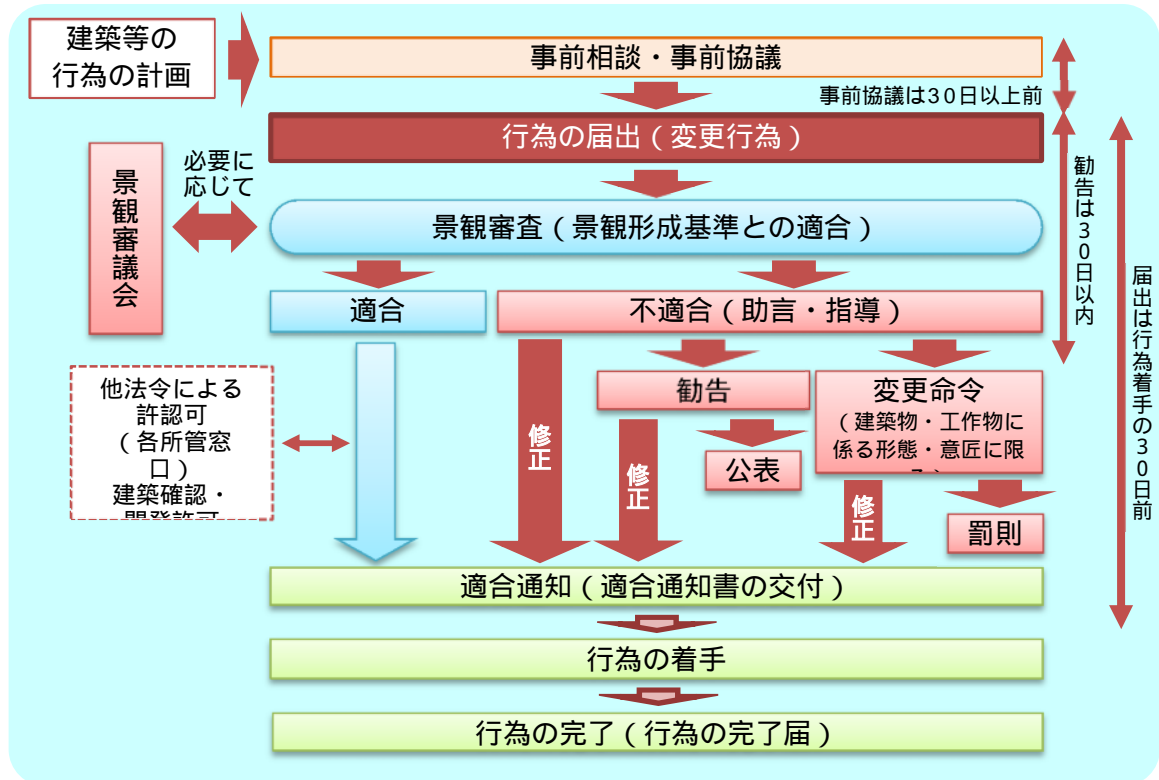 建築等の
行為の計画
事前相談・事前協議
事前協議は30日以上前
行為の届出（変更行為）
勧告は30日以内
届出は行為着手の30日前
景観審議会
必要に
応じて
景観審査（景観形成基準との適合）
適合
不適合（助言・指導）
他法令による
許認可
（各所管窓
口）
建築確認・
修正
勧告
修正
公表
変更命令
（建築物・工作物に
係る形態・意匠に限
修正
罰則
適合通知（適合通知書の交付）
行為の着手
行為の完了（行為の完了届）